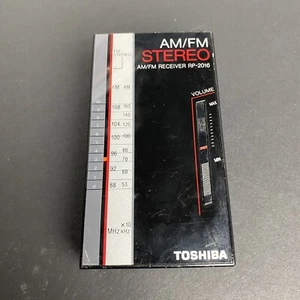 AM/FM
STEREO
AM/FM RECEIVER RP-2016
VOLUME
MAX
MIN
FM AM
108 160
140
104 120
100 100
96 80
70
92 60
88 53
×10
MHz kHz
TOSHIBA